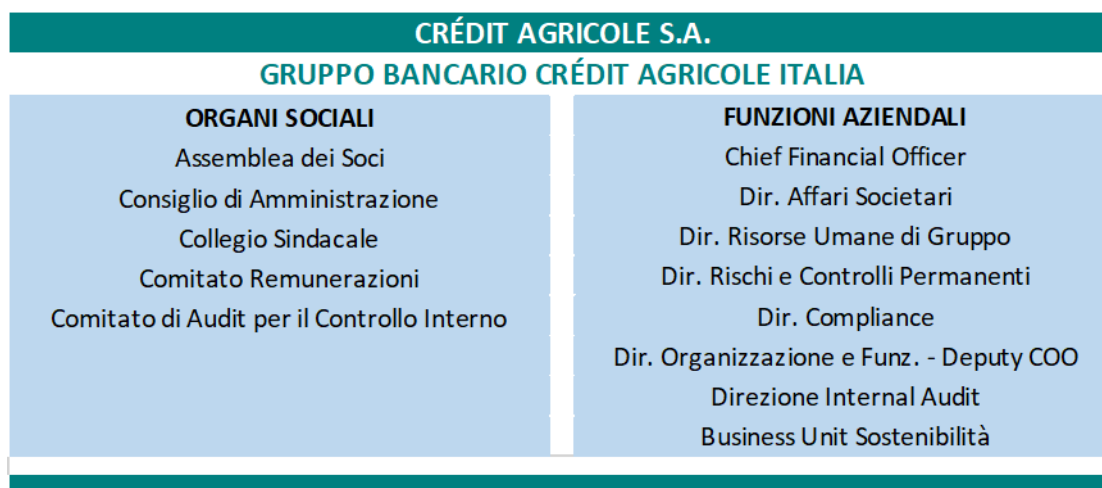 CRÉDIT AGRICOLE S.A.
GRUPPO BANCARIO CRÉDIT AGRICOLE ITALIA
ORGANI SOCIALI
Assemblea dei Soci
Consiglio di Amministrazione
Collegio Sindacale
Comitato Remunerazioni
Comitato di Audit per il Controllo Interno
FUNZIONI AZIENDALI
Chief Financial Officer
Dir. Affari Societari
Dir. Risorse Umane di Gruppo
Dir. Rischi e Controlli Permanenti
Dir. Compliance
Dir. Organizzazione e Funz. - Deputy COO
Direzione Internal Audit
Business Unit Sostenibilità